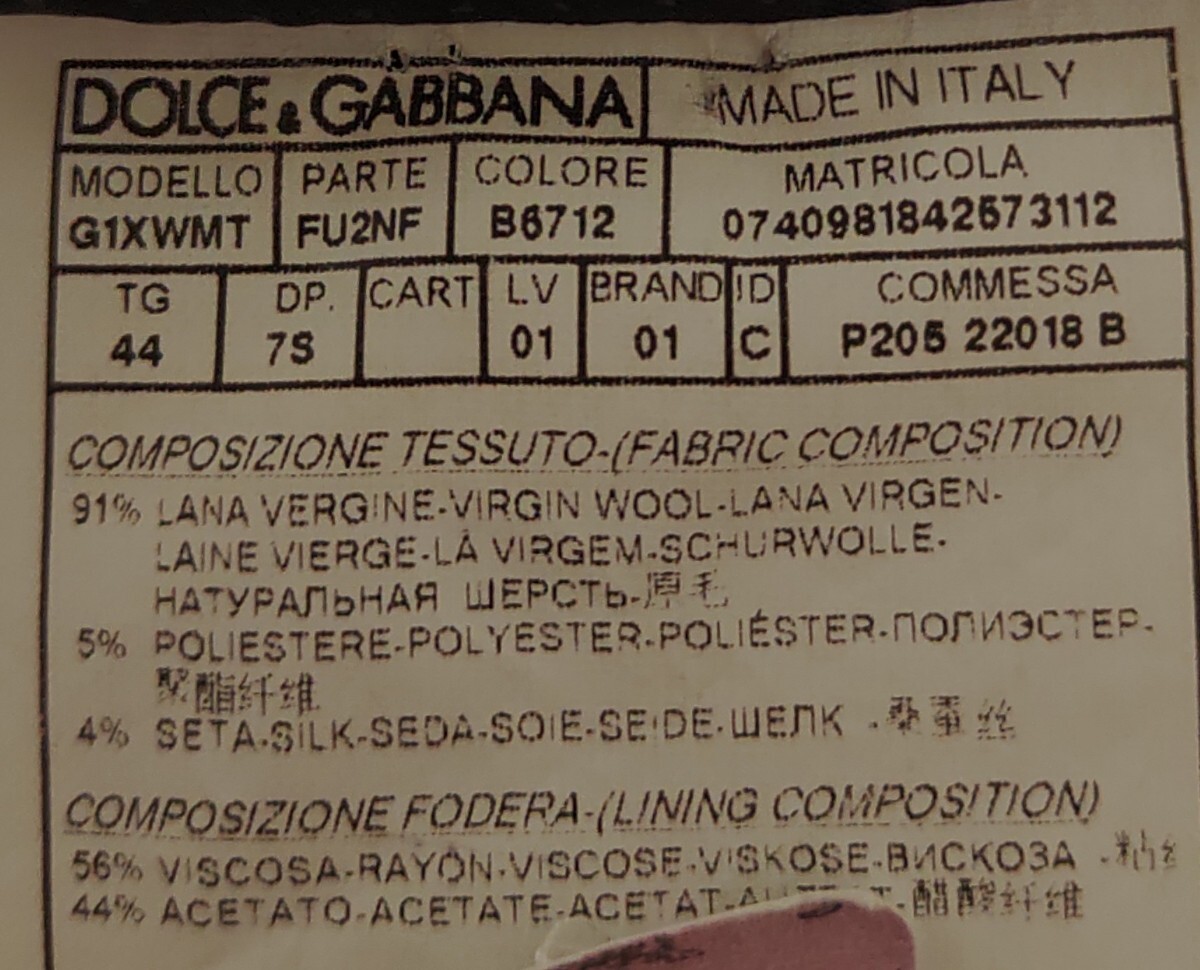 DOLCE & GABBANA MADE IN ITALY
MODELLO PARTE COLORE MATRICOLA
G1XWMT FU2NF B6712 0740981842573112
TG DP. CART LV BRAND ID COMMESSA
44 7S 01 01 C P205 22018 B
COMPOSIZIONE TESSUTO-(FABRIC COMPOSITION)
91% LANA VERGINE-VIRGIN WOOL-LANA VIRGEN-
LAINE VIERGE-LÀ VIRGEM-SCHURWOLLE-
НАТУРАЛЬНАЯ ШЕРСТЬ-原毛
5% POLIESTERE-POLYESTER-POLIÉSTER-ПОЛИЭСТЕР-
聚酯纤维
4% SETA-SILK-SEDA-SOIE-SEIDE-ШЕЛК -桑蚕丝
COMPOSIZIONE FODERA-(LINING COMPOSITION)
56% VISCOSA-RAYÓN-VISCOSE-VISKOSE-ВИСКОЗА
44% ACETATO-ACETATE-ACETAT- -醋酸纤维